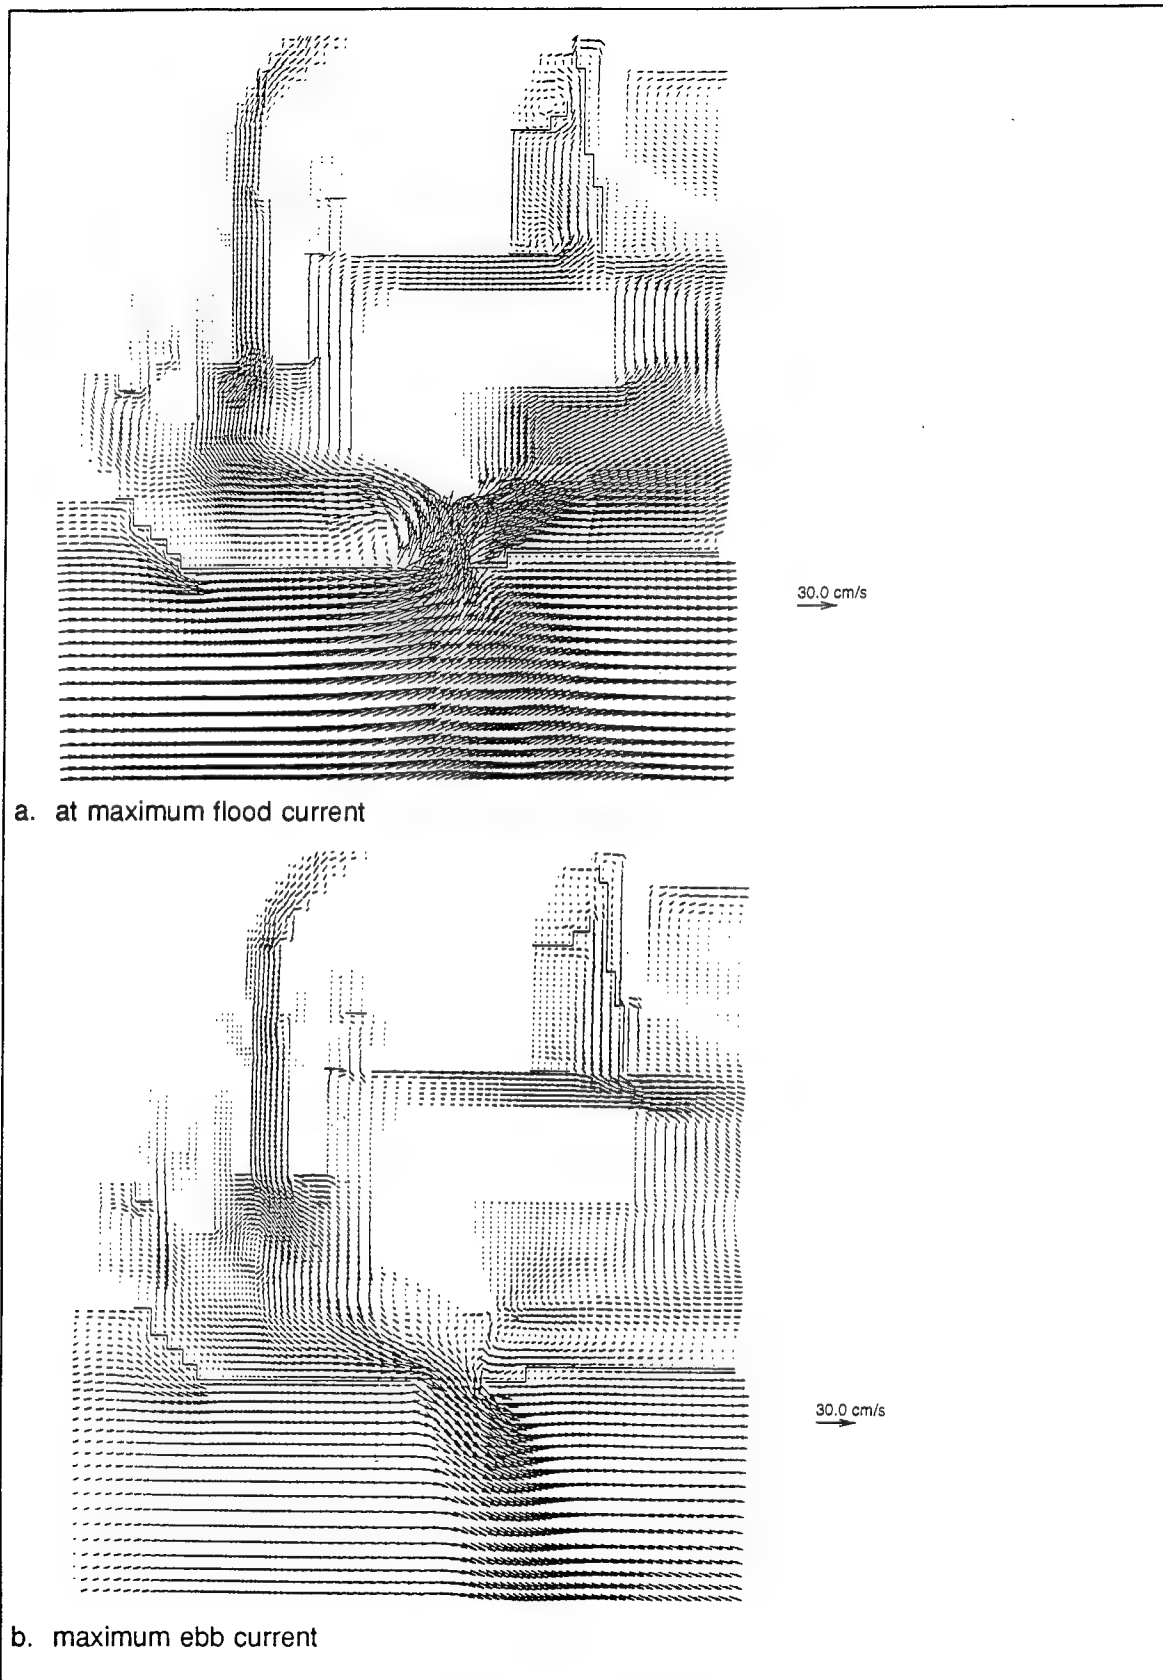 30.0 cm/s
a. at maximum flood current
30.0 cm/s
b. maximum ebb current